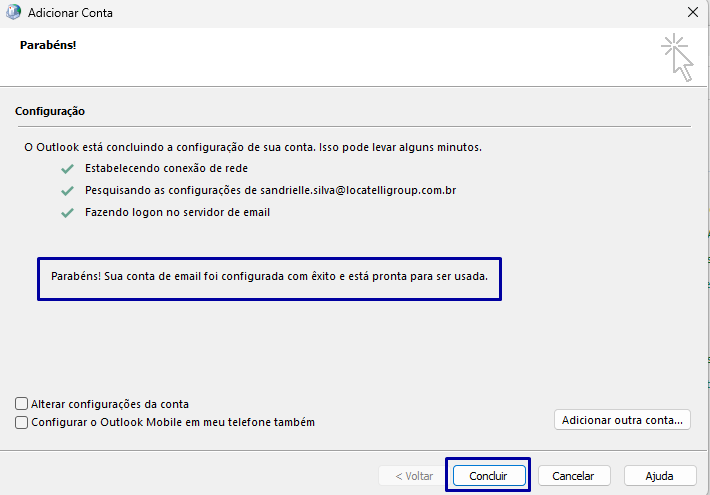 Adicionar Conta
Parabéns!
Configuração
O Outlook está concluindo a configuração de sua conta. Isso pode levar alguns minutos.
Estabelecendo conexão de rede
Pesquisando as configurações de sandrielle.silva@locatelligroup.com.br
Fazendo logon no servidor de email
Parabéns! Sua conta de email foi configurada com êxito e está pronta para ser usada.
Alterar configurações da conta
Configurar o Outlook Mobile em meu telefone também
Adicionar outra conta...
< Voltar
Concluir
Cancelar
Ajuda